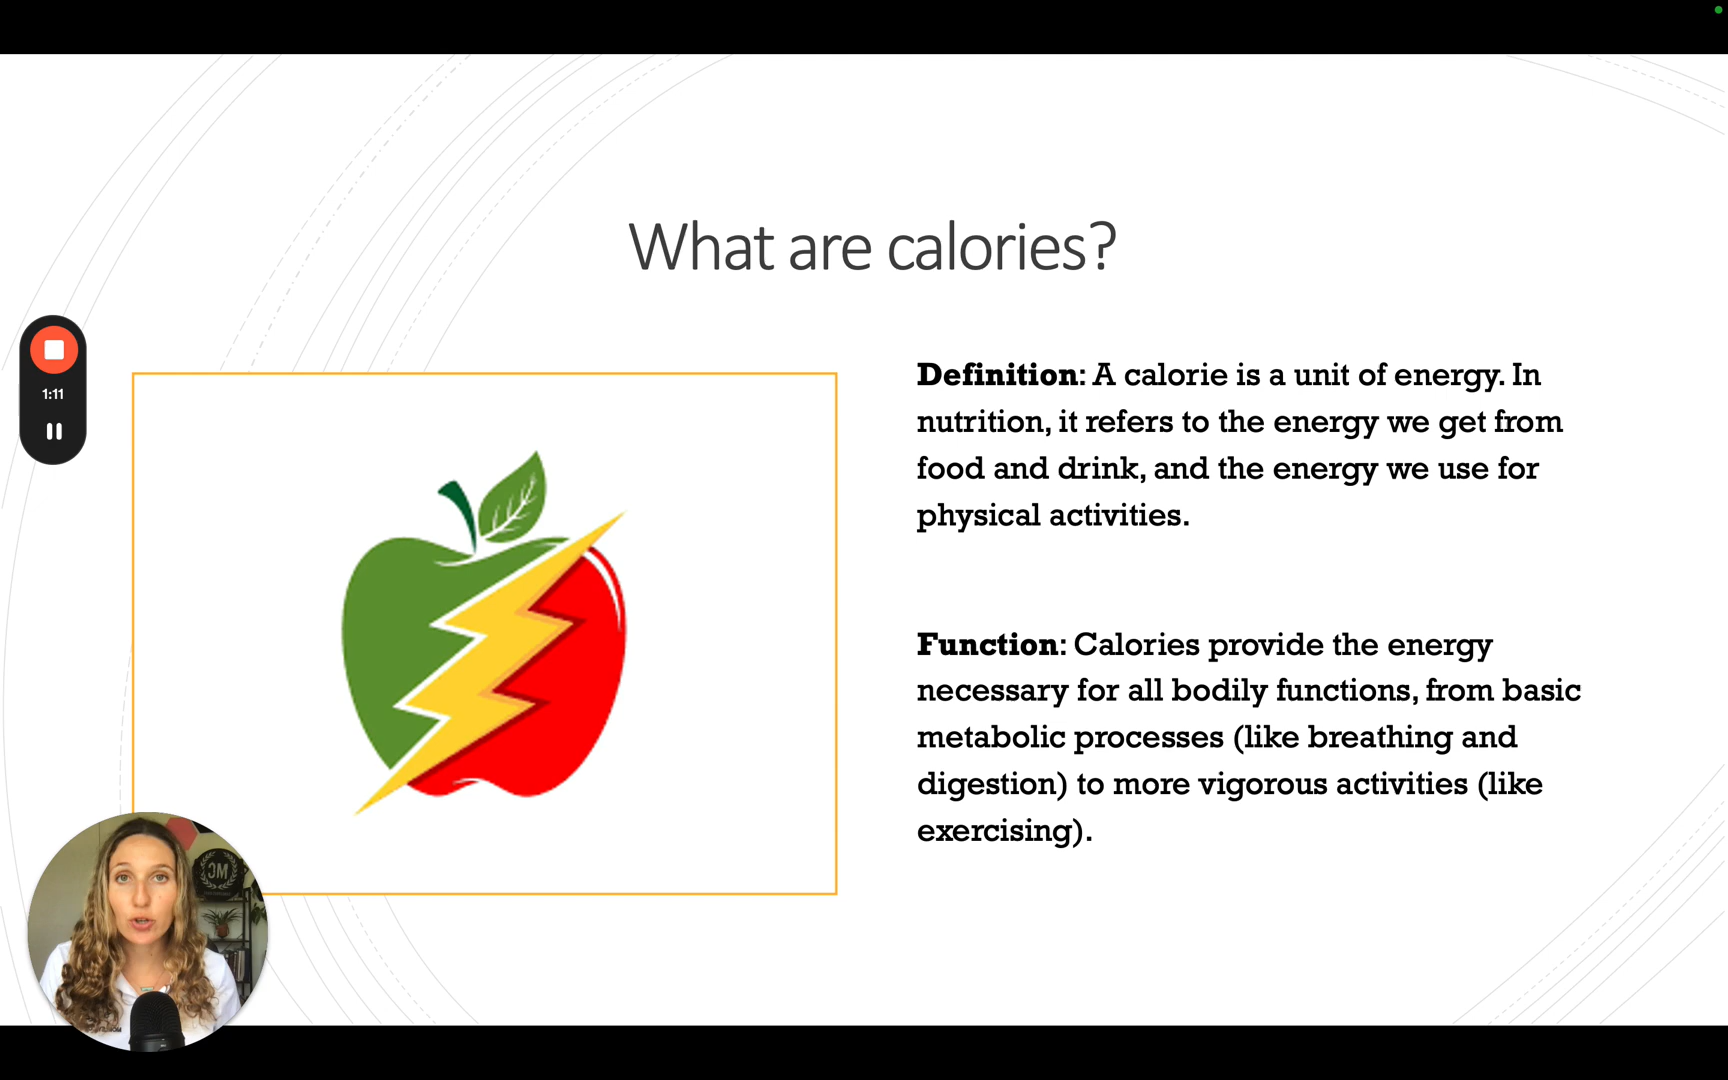 What are calories?
1:11
Definition: A calorie is a unit of energy. In
nutrition, it refers to the energy we get from
food and drink, and the energy we use for
physical activities.
Function: Calories provide the energy
necessary for all bodily functions, from basic
metabolic processes (like breathing and
digestion) to more vigorous activities (like
exercising).